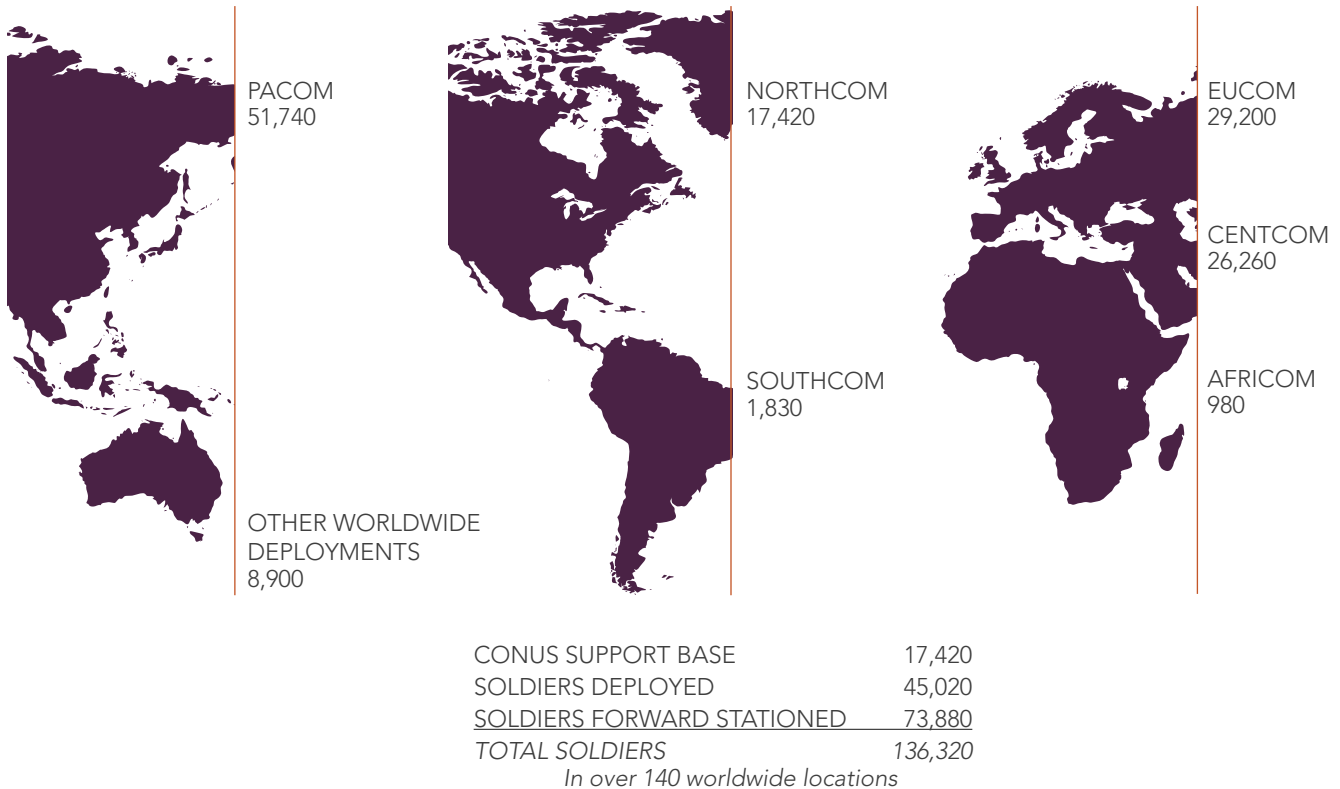 PACOM
51,740
OTHER WORLDWIDE
DEPLOYMENTS
8,900
NORTHCOM
17,420
SOUTHCOM
1,830
EUCOM
29,200
CENTCOM
26,260
AFRICOM
980
CONUS SUPPORT BASE 17,420
SOLDIERS DEPLOYED 45,020
SOLDIERS FORWARD STATIONED 73,880
TOTAL SOLDIERS 136,320
In over 140 worldwide locations